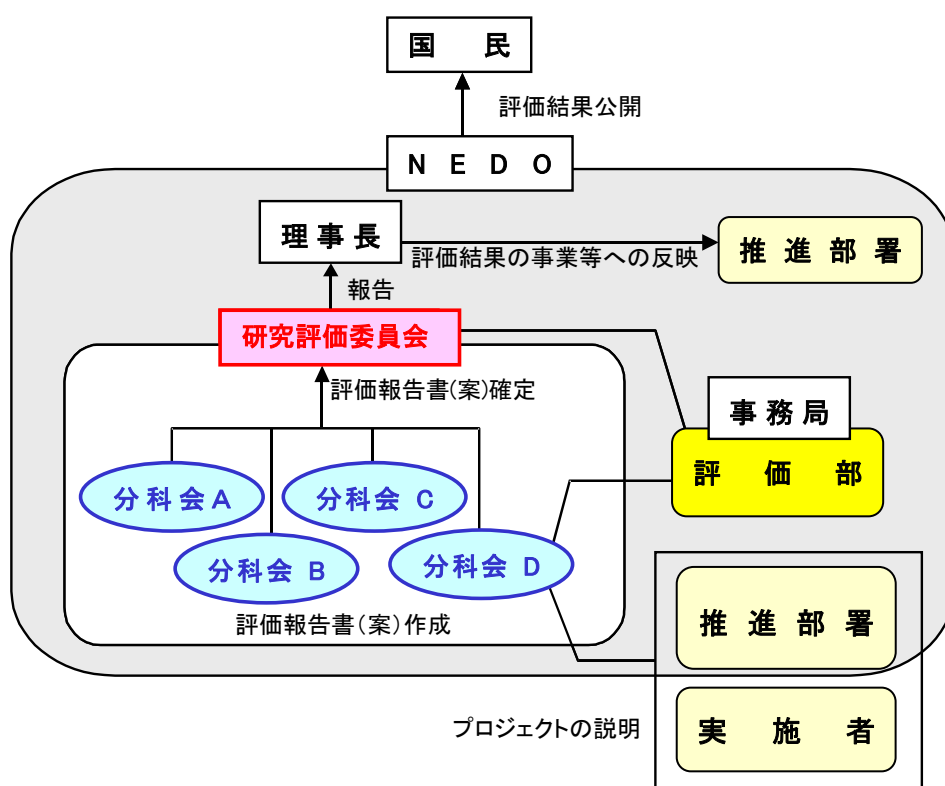 国 民
評価結果公開
N E D O
理事長
評価結果の事業等への反映
推進部署
報告
研究評価委員会
評価報告書(案)確定
事務局
評価部
分科会A
分科会 C
分科会 B
分科会 D
評価報告書(案)作成
推進部署
プロジェクトの説明
実施者